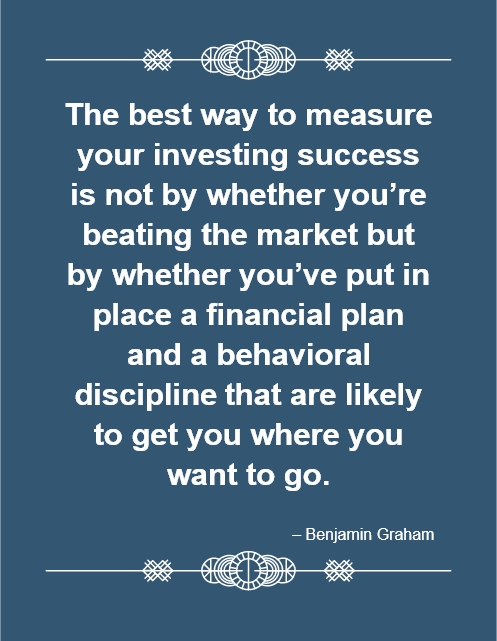 The best way to measure
your investing success
is not by whether you’re
beating the market but
by whether you’ve put in
place a financial plan
and a behavioral
discipline that are likely
to get you where you
want to go.
– Benjamin Graham